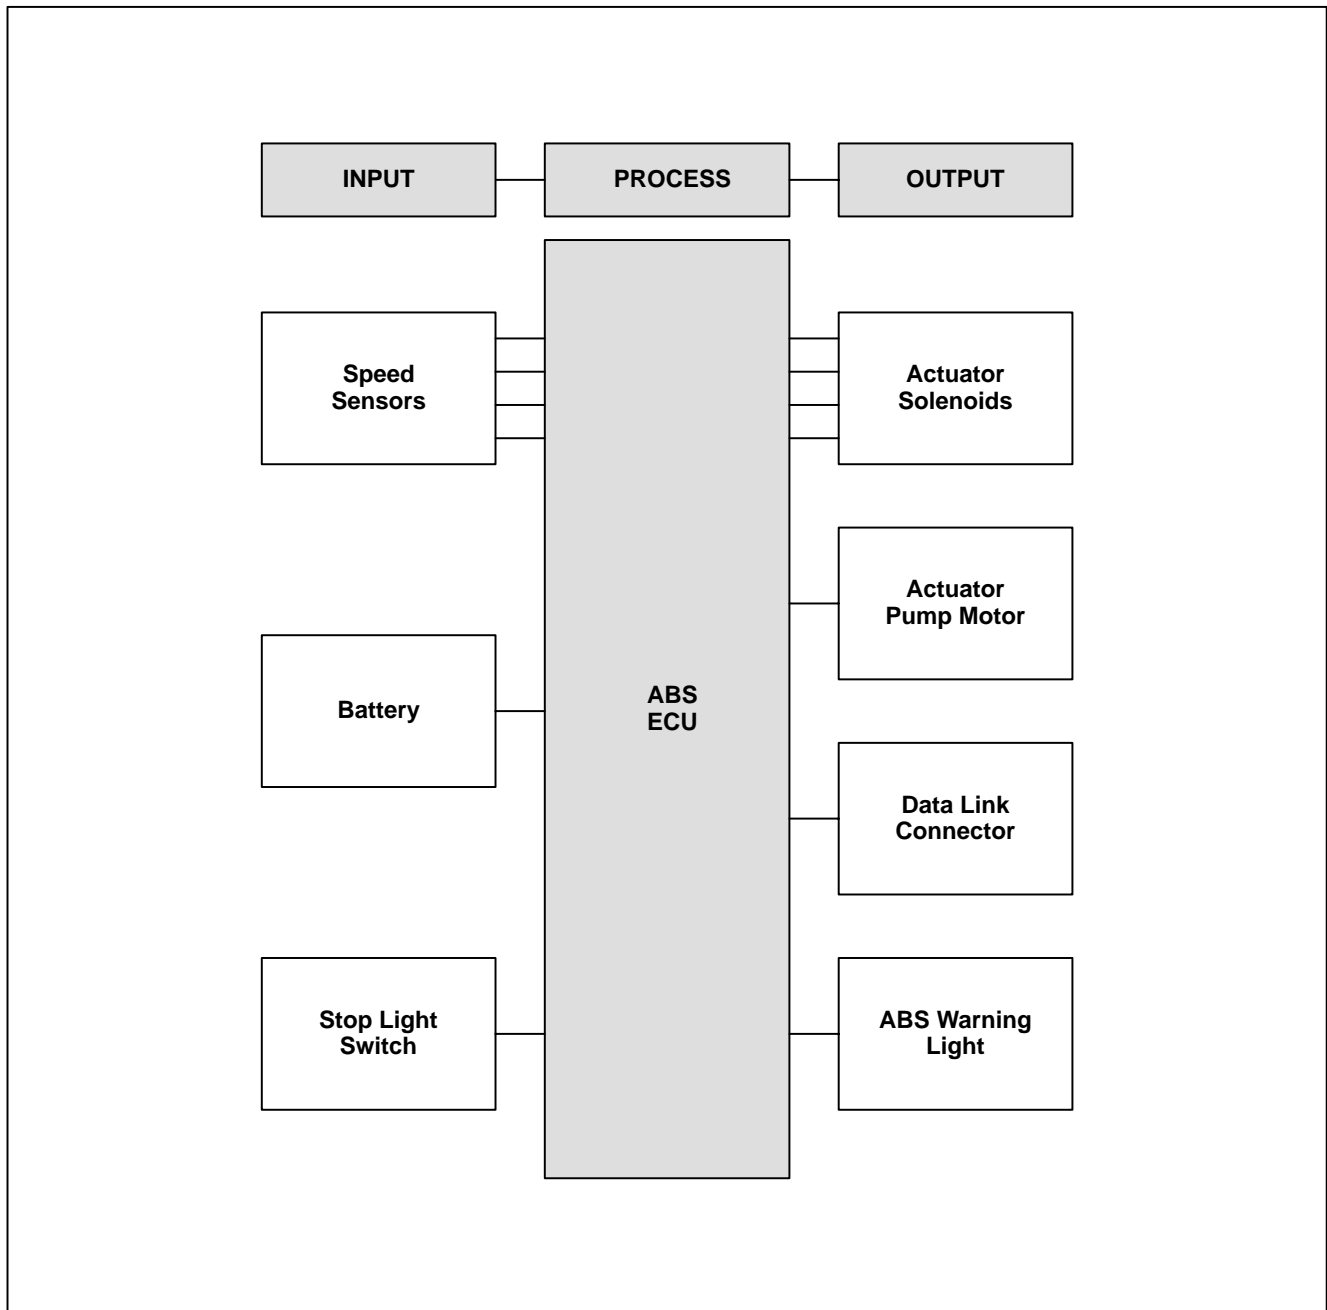 INPUT
PROCESS
OUTPUT
Speed
Sensors
Actuator
Solenoids
Actuator
Pump Motor
Battery
ABS
ECU
Data Link
Connector
Stop Light
Switch
ABS Warning
Light